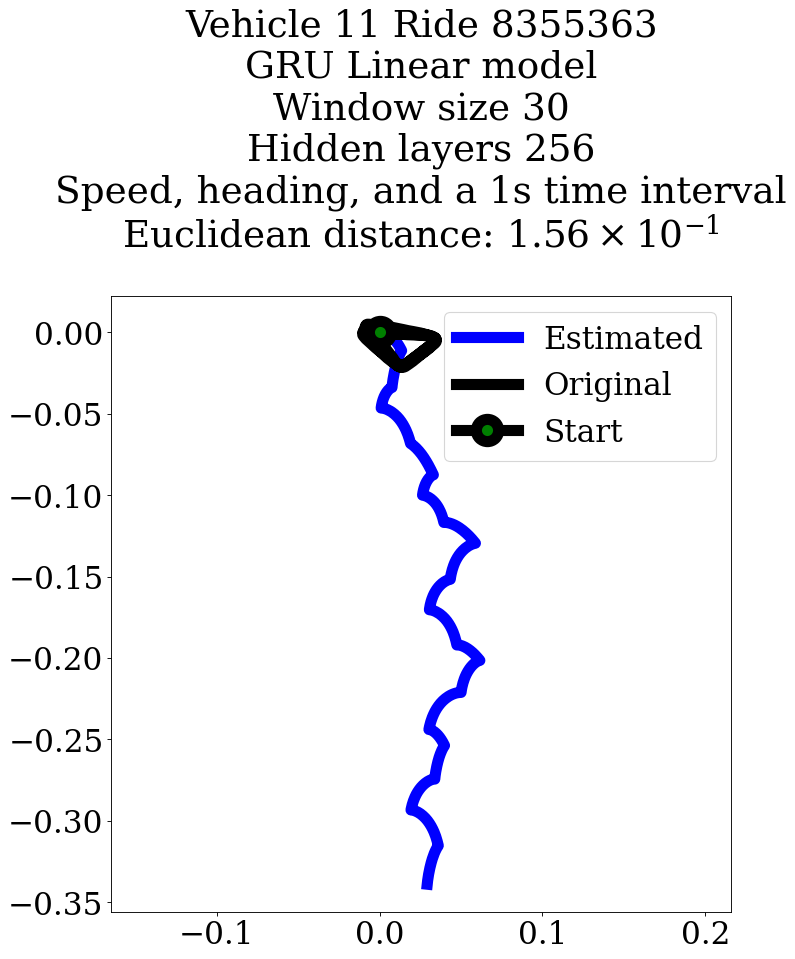 Vehicle 11 Ride 8355363
GRU Linear model
Window size 30
Hidden layers 256
Speed, heading, and a 1s time interval
Euclidean distance: 1.56 × 10⁻¹
Estimated
Original
Start
0.00
−0.05
−0.10
−0.15
−0.20
−0.25
−0.30
−0.35
−0.1 0.0 0.1 0.2